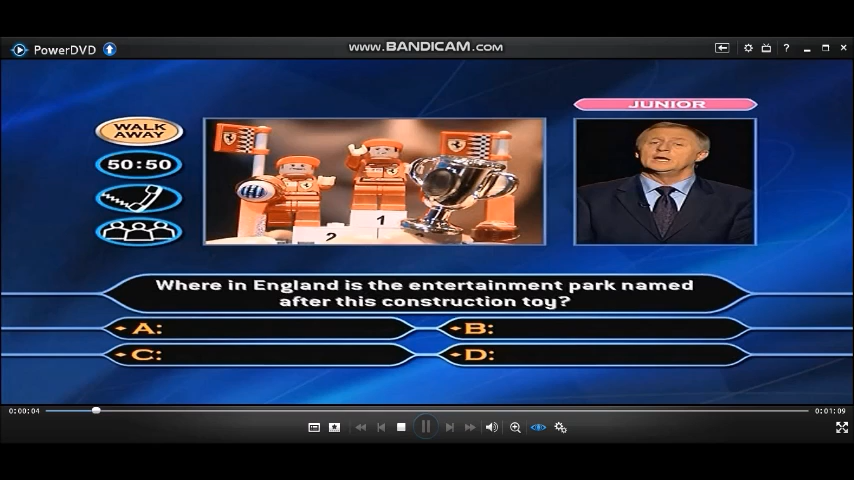 PowerDVD
www.BANDICAM.com
?
JUNIOR
WALK
AWAY
50:50
1
2
Where in England is the entertainment park named
after this construction toy?
A:
B:
C:
D:
0:00:04
0:01:09